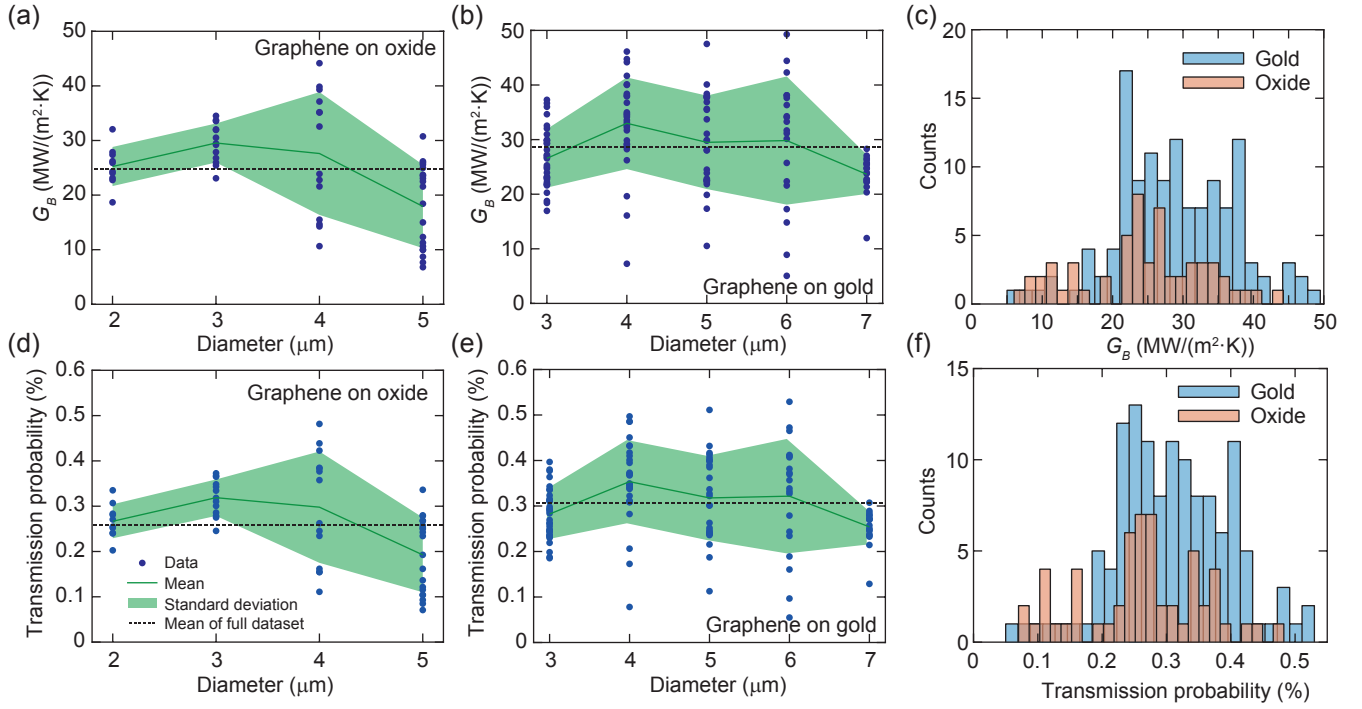 (a)
Graphene on oxide
G_B (MW/(m²·K))
50
40
30
20
10
0
2
3
4
5
Diameter (μm)
(b)
G_B (MW/(m²·K))
50
40
30
20
10
0
Graphene on gold
3
4
5
6
7
Diameter (μm)
(c)
Counts
20
15
10
5
0
Gold
Oxide
0
10
20
30
40
50
G_B (MW/(m²·K))
(d)
Graphene on oxide
Transmission probability (%)
0.6
0.5
0.4
0.3
0.2
0.1
0
Data
Mean
Standard deviation
Mean of full dataset
2
3
4
5
Diameter (μm)
(e)
Transmission probability (%)
0.6
0.5
0.4
0.3
0.2
0.1
0
Graphene on gold
3
4
5
6
7
Diameter (μm)
(f)
Counts
15
10
5
0
Gold
Oxide
0
0.1
0.2
0.3
0.4
0.5
Transmission probability (%)